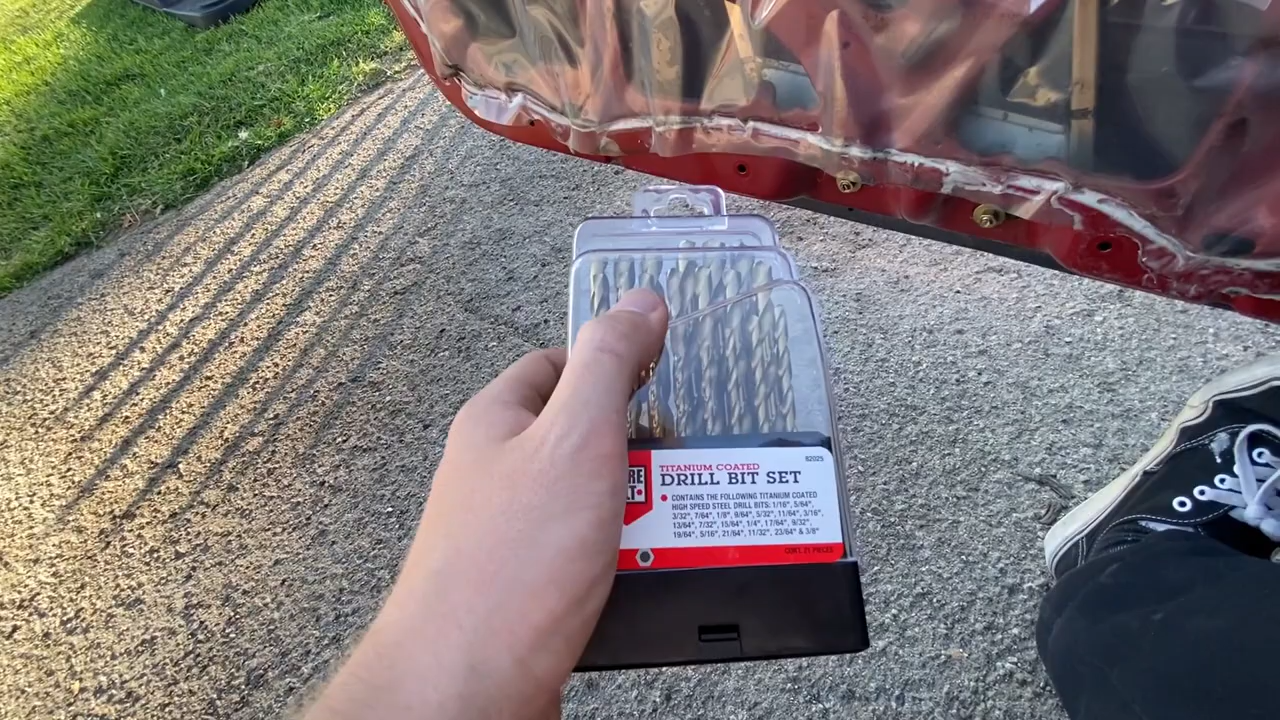 82025
TITANIUM COATED
DRILL BIT SET
CONTAINS THE FOLLOWING TITANIUM COATED
HIGH SPEED STEEL DRILL BITS: 1/16", 5/64",
3/32", 7/64", 1/8", 9/64", 5/32", 11/64", 3/16",
13/64", 7/32", 15/64", 1/4", 17/64", 9/32",
19/64", 5/16", 21/64", 11/32", 23/64" & 3/8"
CONT. 21 PIECES